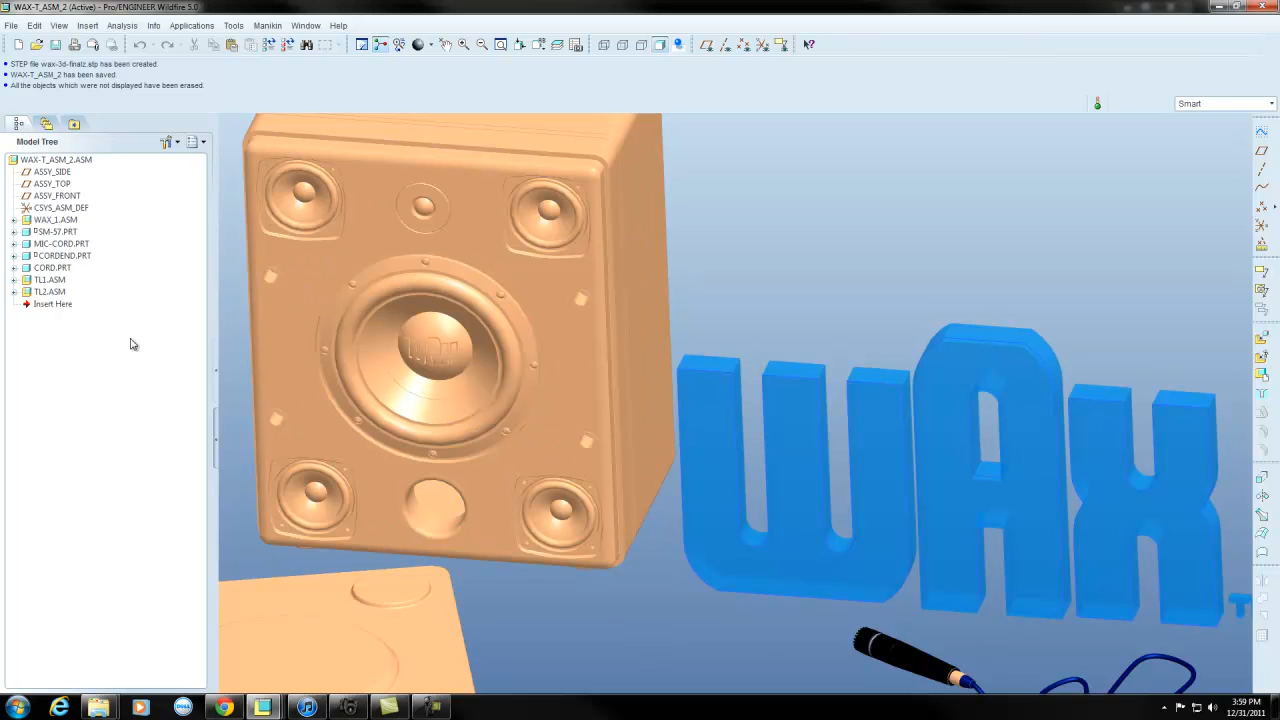 WAX-T_ASM_2 (Active) - Pro/ENGINEER Wildfire 5.0
File Edit View Insert Analysis Info Applications Tools Manikin Window Help
STEP file wax-3d-finalz.stp has been created.
WAX-T_ASM_2 has been saved.
All the objects which were not displayed have been erased.
Smart
Model Tree
WAX-T_ASM_2.ASM
ASSY_SIDE
ASSY_TOP
ASSY_FRONT
CSYS_ASM_DEF
WAX_1.ASM
SM-57.PRT
MIC-CORD.PRT
CORDEND.PRT
CORD.PRT
TL1.ASM
TL2.ASM
Insert Here
WAX
WAX.T
3:59 PM
12/31/2011